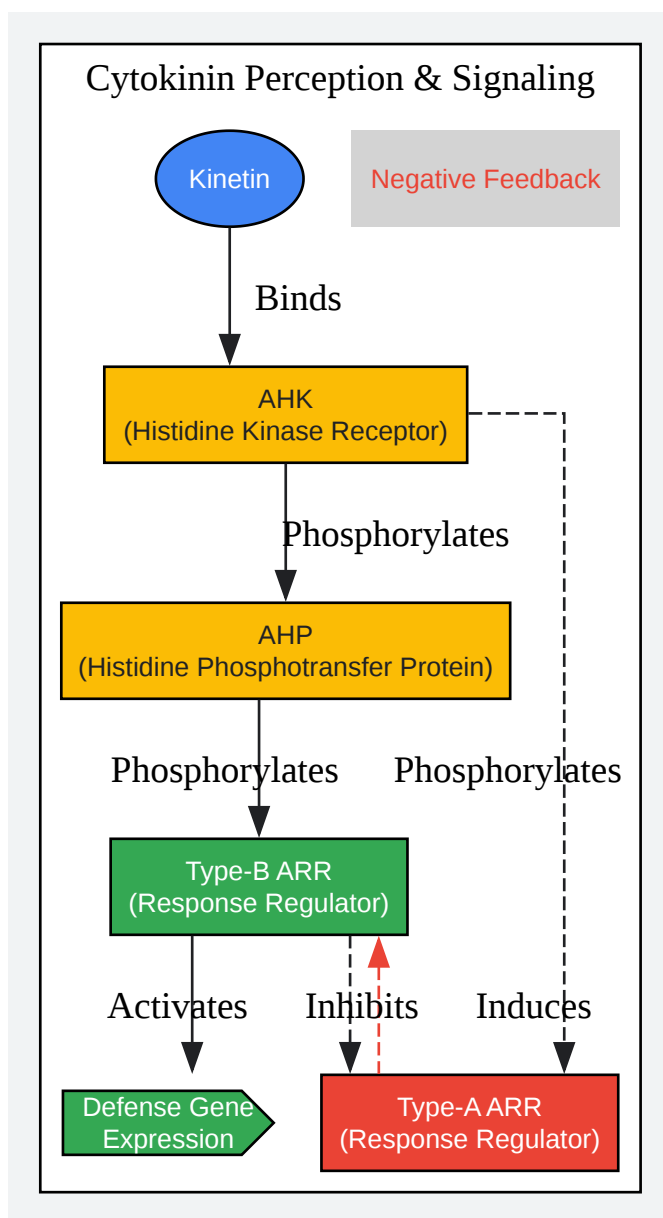 Cytokinin Perception & Signaling
Kinetin
Negative Feedback
Binds
AHK
(Histidine Kinase Receptor)
Phosphorylates
AHP
(Histidine Phosphotransfer Protein)
Phosphorylates
Phosphorylates
Type-B ARR
(Response Regulator)
Activates
Inhibits
Induces
Defense Gene
Expression
Type-A ARR
(Response Regulator)